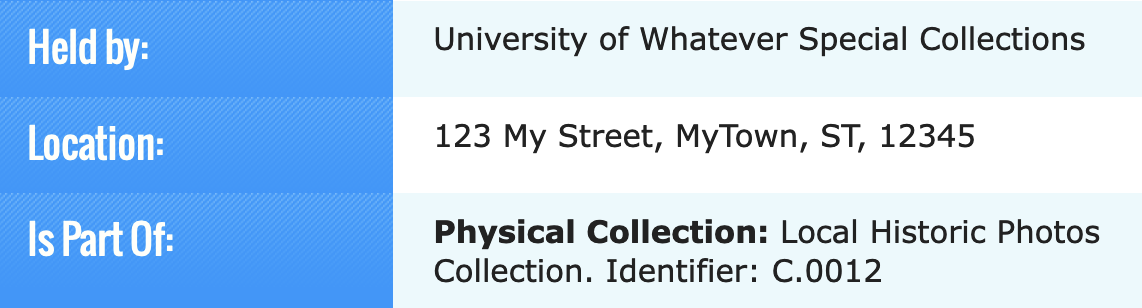 Held by: University of Whatever Special Collections
Location: 123 My Street, MyTown, ST, 12345
Is Part Of: Physical Collection: Local Historic Photos
Collection. Identifier: C.0012